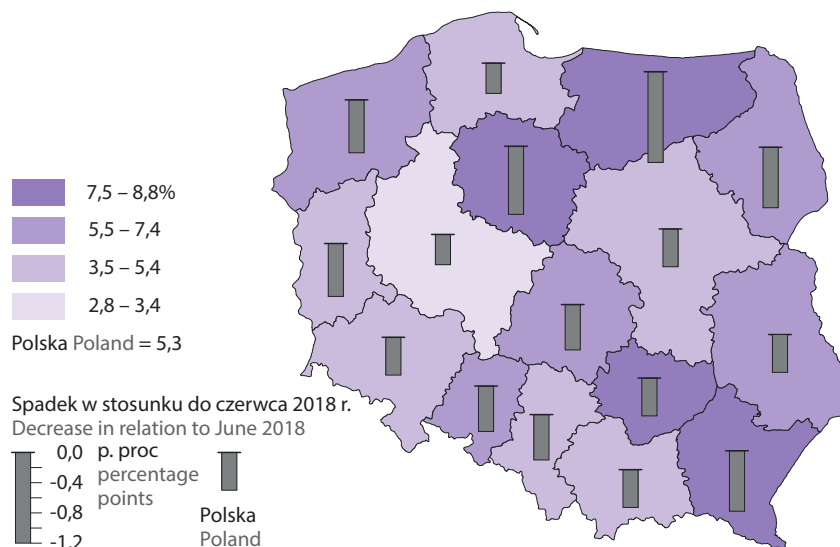 7,5 – 8,8%
5,5 – 7,4
3,5 – 5,4
2,8 – 3,4
Polska Poland = 5,3
Spadek w stosunku do czerwca 2018 r.
Decrease in relation to June 2018
0,0
-0,4
-0,8
-1,2
p. proc
percentage
points
Polska
Poland